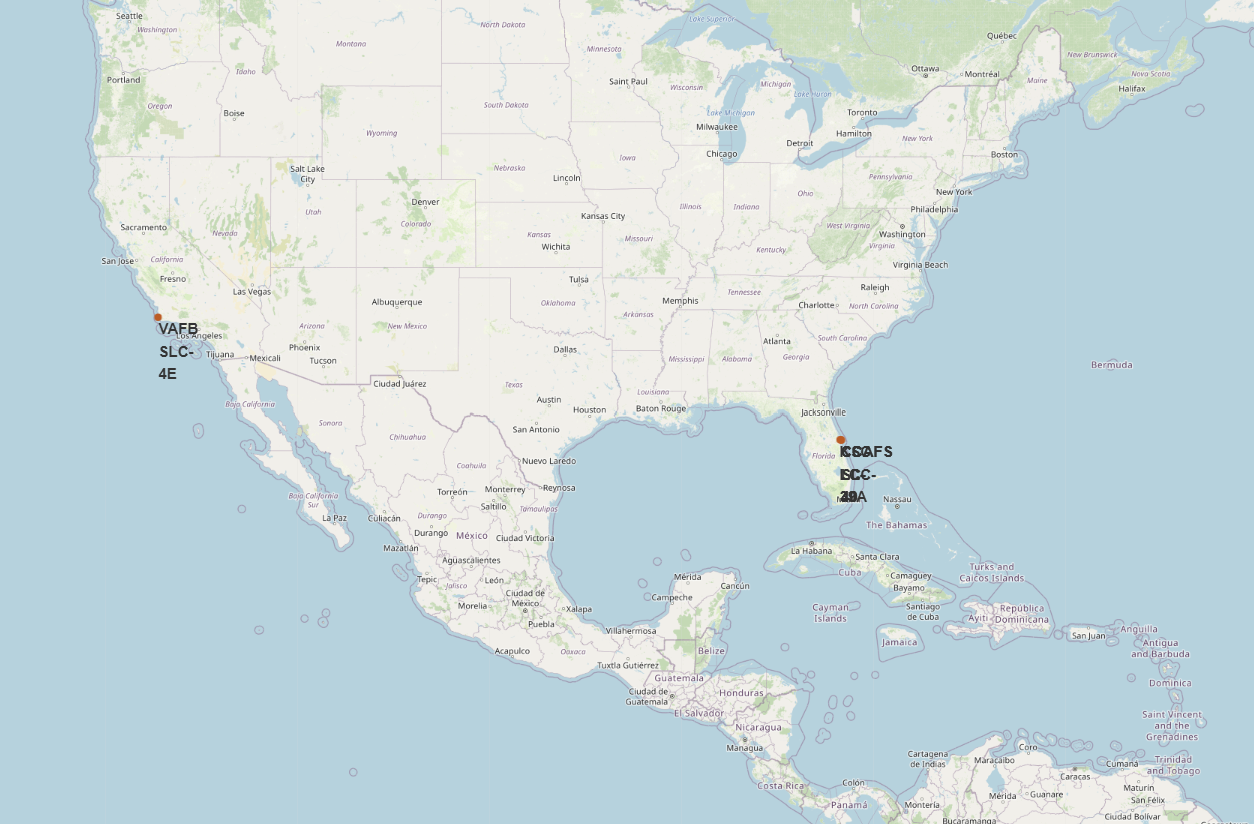 Seattle
Washington
North Dakota
Montana
Minnesota
Lake Superior
Québec
New Brunswick
Portland
Oregon
Idaho
Boise
Saint Paul
Wisconsin
Michigan
Lake Huron
Ottawa
Montréal
Maine
Nova Scotia
Halifax
South Dakota
Wyoming
Lake Michigan
Milwaukee
Toronto
Hamilton
New York
Chicago
Detroit
Boston
Salt Lake
City
Nebraska
Iowa
Lincoln
Pennsylvania
New York
Philadelphia
Denver
Utah
Colorado
Illinois
Indiana
Ohio
Kansas City
Kansas
Missouri
Wichita
West Virginia
Virginia
Washington
Kentucky
Sacramento
Nevada
San Jose
California
Fresno
Las Vegas
Virginia Beach
Tulsa
Raleigh
Albuquerque
Oklahoma
Arkansas
Memphis
Tennessee
Charlotte
North Carolina
VAFB
SLC-
4E
Los Angeles
Arizona
New Mexico
Phoenix
Tucson
Tijuana
Mexicali
Dallas
Mississippi
Alabama
Atlanta
Georgia
South Carolina
Bermuda
Ciudad Juárez
Texas
Louisiana
Austin
Houston
Baton Rouge
San Antonio
Jacksonville
Florida
Baja California
Sonora
Chihuahua
Coahuila
Nuevo Laredo
Reynosa
Nassau
The Bahamas
Baja California
Sur
La Paz
Torreón
Monterrey
Saltillo
Tamaulipas
Culiacán
Durango
Durango
México
Ciudad Victoria
Mazatlán
Aguascalientes
La Habana
Santa Clara
Cuba
Camaguey
Bayamo
Santiago
de Cuba
Turks and
Caicos Islands
Tepic
Jalisco
León
Ciudad de
México
Morelia
Puebla
Xalapa
Mérida
Cancún
Campeche
Cayman
Islands
Jamaica
Ayiti
República
Dominicana
San Juan
Anguilla
Antigua
and Barbuda
Acapulco
Oaxaca
Villahermosa
Tuxtla Gutiérrez
Belize
Guatemala
Ciudad de
Guatemala
Honduras
El Salvador
Nicaragua
Managua
Dominica
Saint Vincent
and the
Grenadines
Costa Rica
Colón
Panamá
Cartagena
de Indias
Maracaibo
Coro
Caracas
Cumaná
Trinidad
and Tobago
Montería
Mérida
Guanare
Maturín
San Félix
Ciudad Bolívar
Bucaramanga